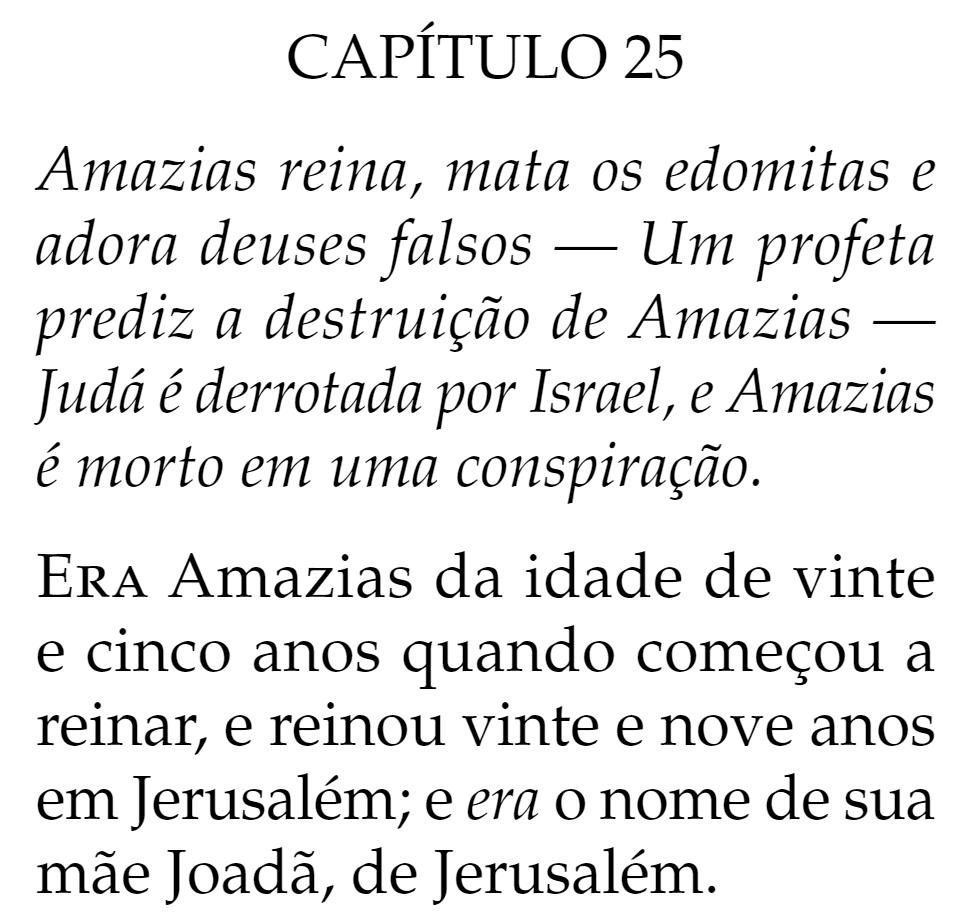 CAPÍTULO 25
Amazias reina, mata os edomitas e
adora deuses falsos — Um profeta
prediz a destruição de Amazias —
Judá é derrotada por Israel, e Amazias
é morto em uma conspiração.
ERA Amazias da idade de vinte
e cinco anos quando começou a
reinar, e reinou vinte e nove anos
em Jerusalém; e era o nome de sua
mãe Joadã, de Jerusalém.